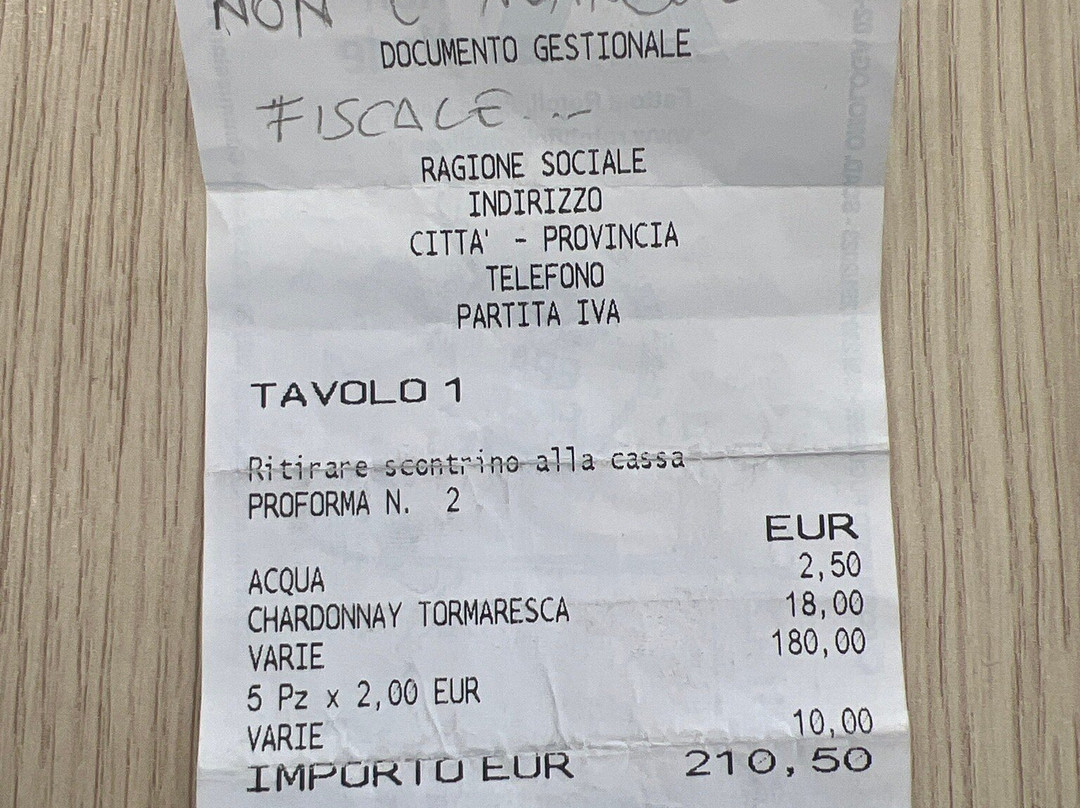 NON
DOCUMENTO GESTIONALE
FISCALE...
RAGIONE SOCIALE
INDIRIZZO
CITTA' - PROVINCIA
TELEFONO
PARTITA IVA
TAVOLO 1
Ritirare scontrino alla cassa
PROFORMA N. 2
EUR
ACQUA 2,50
CHARDONNAY TORMARESCA 18,00
VARIE 180,00
5 Pz x 2,00 EUR
VARIE 10,00
IMPORTO EUR 210,50